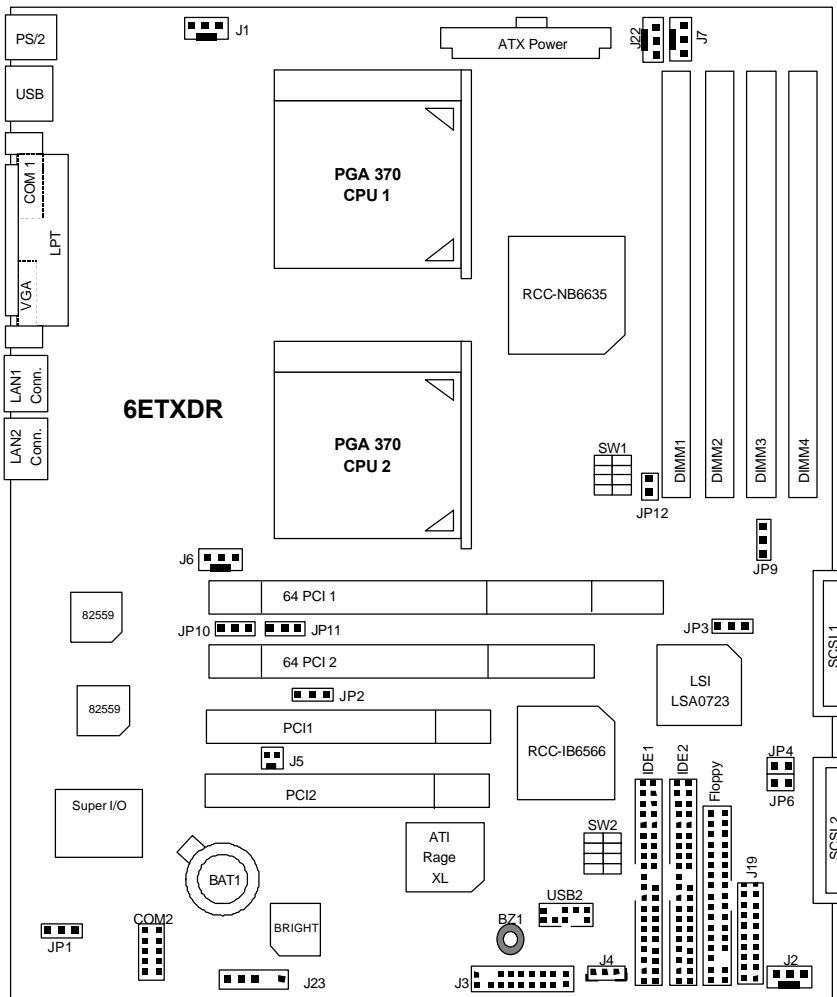 J1
ATX Power
J22
J7
PS/2
USB
COM 1
LPT
VGA
PGA 370
CPU 1
RCC-NB6635
LAN1
Conn.
LAN2
Conn.
6ETXDR
PGA 370
CPU 2
SW1
JP12
DIMM1
DIMM2
DIMM3
DIMM4
JP9
J6
64 PCI 1
82559
JP10
JP11
JP3
SCSI 1
64 PCI 2
LSI
LSA0723
JP2
82559
PCI1
RCC-IB6566
J5
IDE1
IDE2
Floppy
JP4
JP6
PCI2
Super I/O
SCSI 2
ATI
Rage
XL
SW2
BAT1
J19
USB2
COM2
BZ1
BRIGHT
JP1
J4
J2
J23
J3